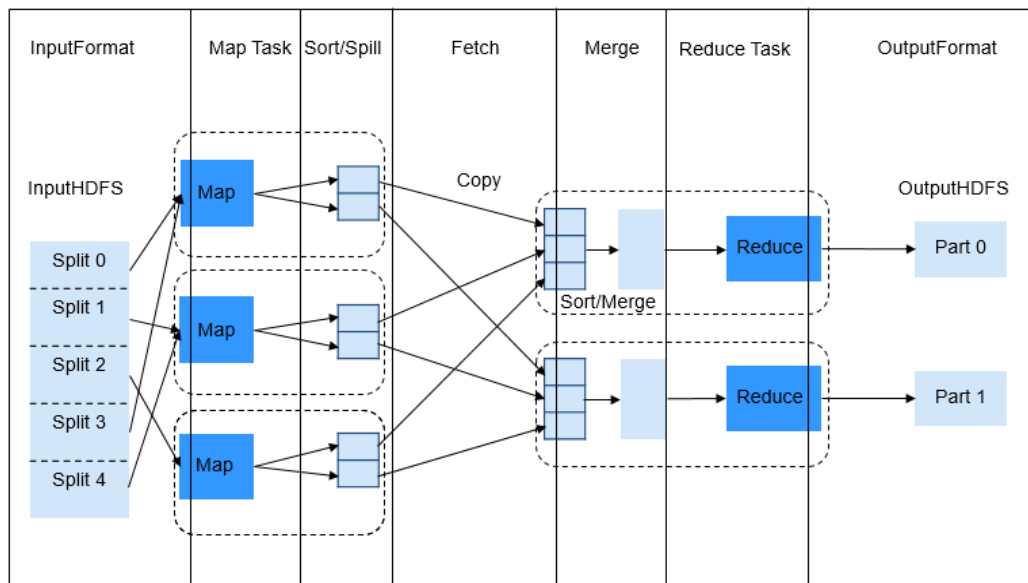 InputFormat
Map Task
Sort/Spill
Fetch
Merge
Reduce Task
OutputFormat
InputHDFS
Split 0
Split 1
Split 2
Split 3
Split 4
Map
Map
Map
Copy
Sort/Merge
Reduce
Reduce
OutputHDFS
Part 0
Part 1